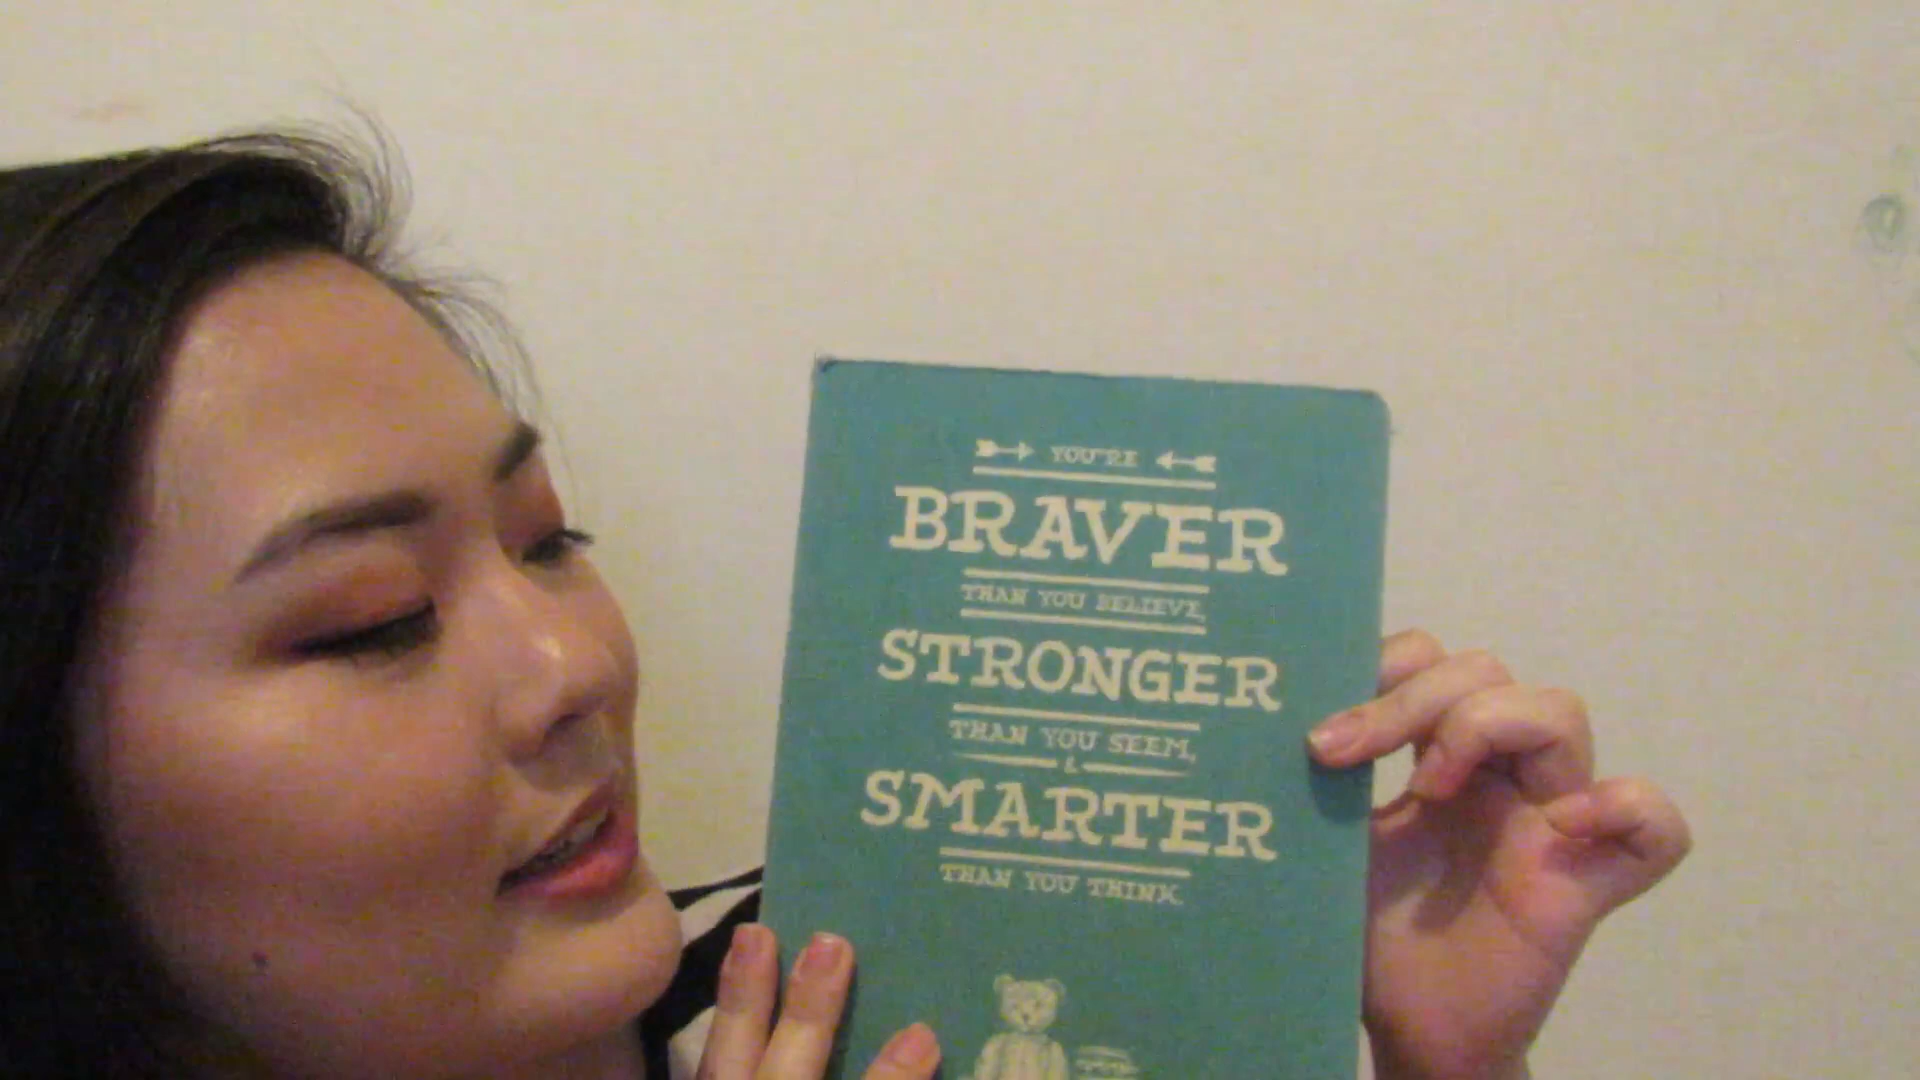 YOU'RE
BRAVER
THAN YOU BELIEVE,
STRONGER
THAN YOU SEEM,
&
SMARTER
THAN YOU THINK.